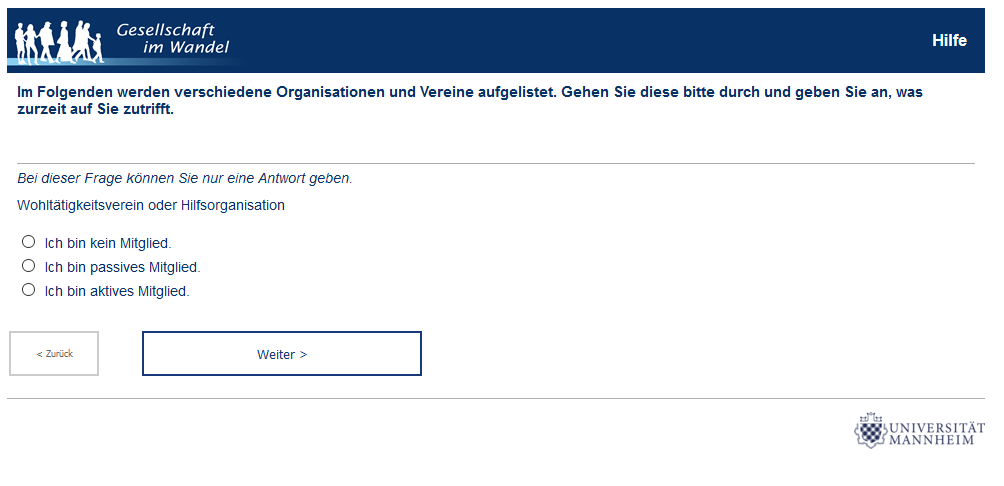 Gesellschaft
im Wandel
Hilfe
Im Folgenden werden verschiedene Organisationen und Vereine aufgelistet. Gehen Sie diese bitte durch und geben Sie an, was
zurzeit auf Sie zutrifft.
Bei dieser Frage können Sie nur eine Antwort geben.
Wohltätigkeitsverein oder Hilfsorganisation
Ich bin kein Mitglied.
Ich bin passives Mitglied.
Ich bin aktives Mitglied.
< Zurück
Weiter >
UNIVERSITÄT
MANNHEIM